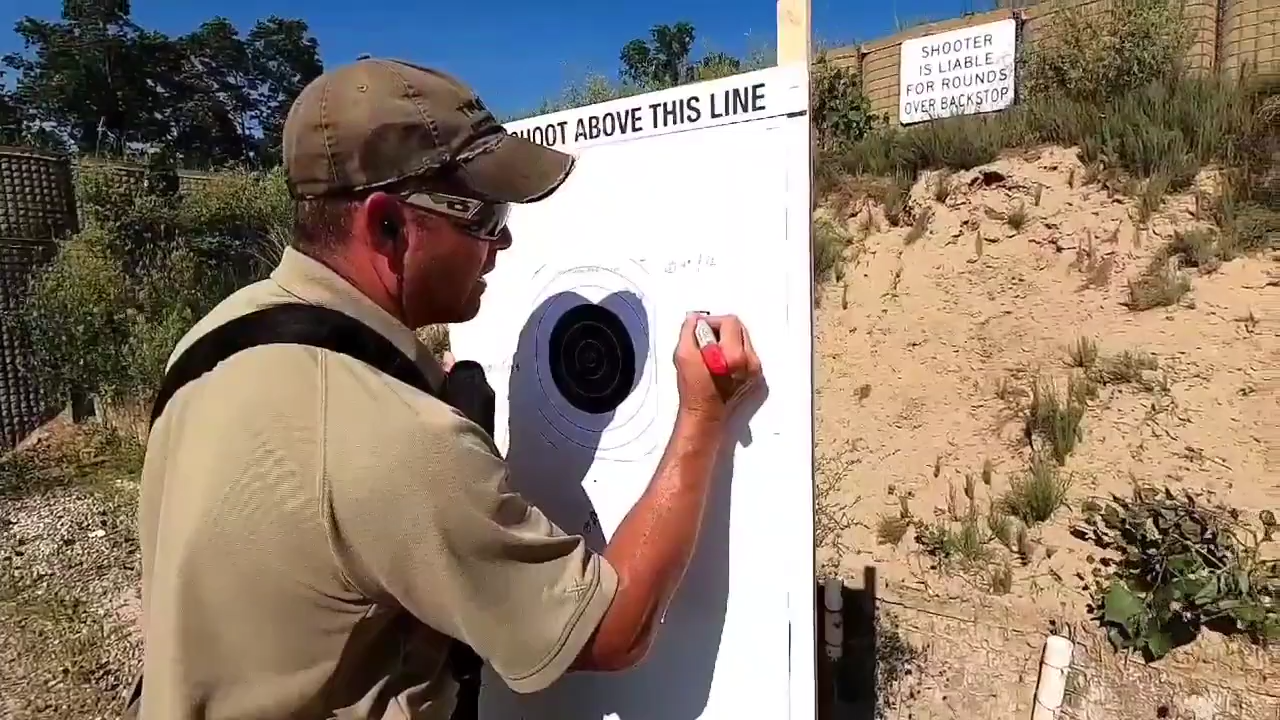 SHOOTER
IS LIABLE
FOR ROUNDS
OVER BACKSTOP
SHOOT ABOVE THIS LINE